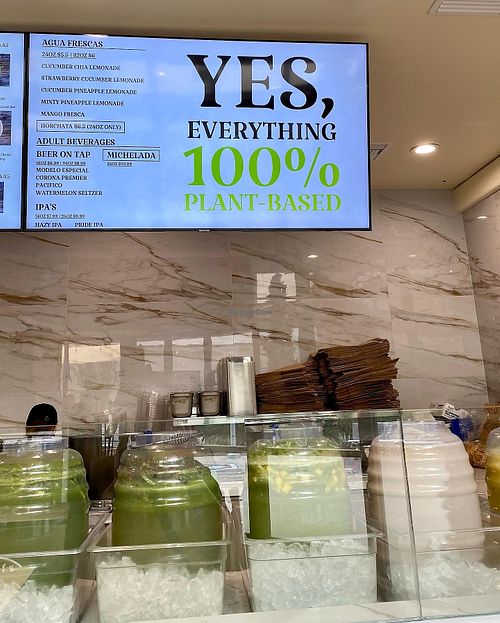 AGUA FRESCAS
24OZ $5.5 | 32OZ $6
CUCUMBER CHIA LEMONADE
STRAWBERRY CUCUMBER LEMONADE
CUCUMBER PINEAPPLE LEMONADE
MINTY PINEAPPLE LEMONADE
MANGO FRESCA
HORCHATA $6.5 (24OZ ONLY)
ADULT BEVERAGES
BEER ON TAP
MODELO ESPECIAL
CORONA PREMIER
PACIFICO
WATERMELON SELTZER
MICHELADA
IPA'S
HAZY IPA PRIDE IPA
YES,
EVERYTHING
100%
PLANT-BASED